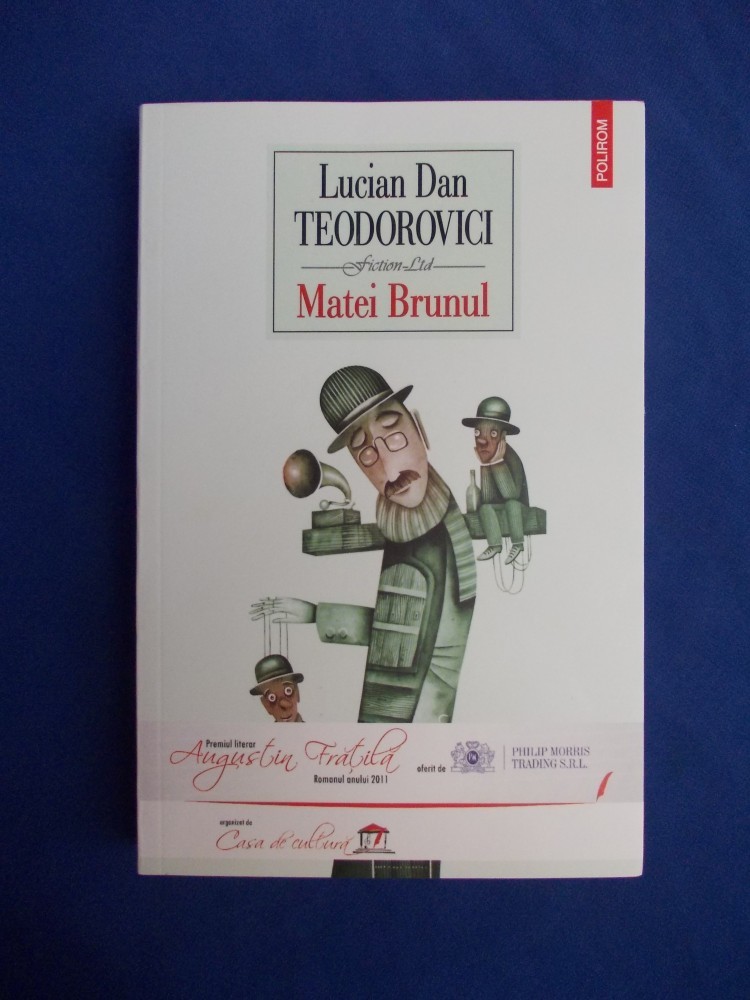 POLIROM
Lucian Dan
TEODOROVICI
Fiction-Ltd
Matei Brunul
Premiul literar
Augustin Frățilă
Romanul anului 2011
oferit de
PHILIP MORRIS
TRADING S.R.L.
organizat de
Casa de cultură